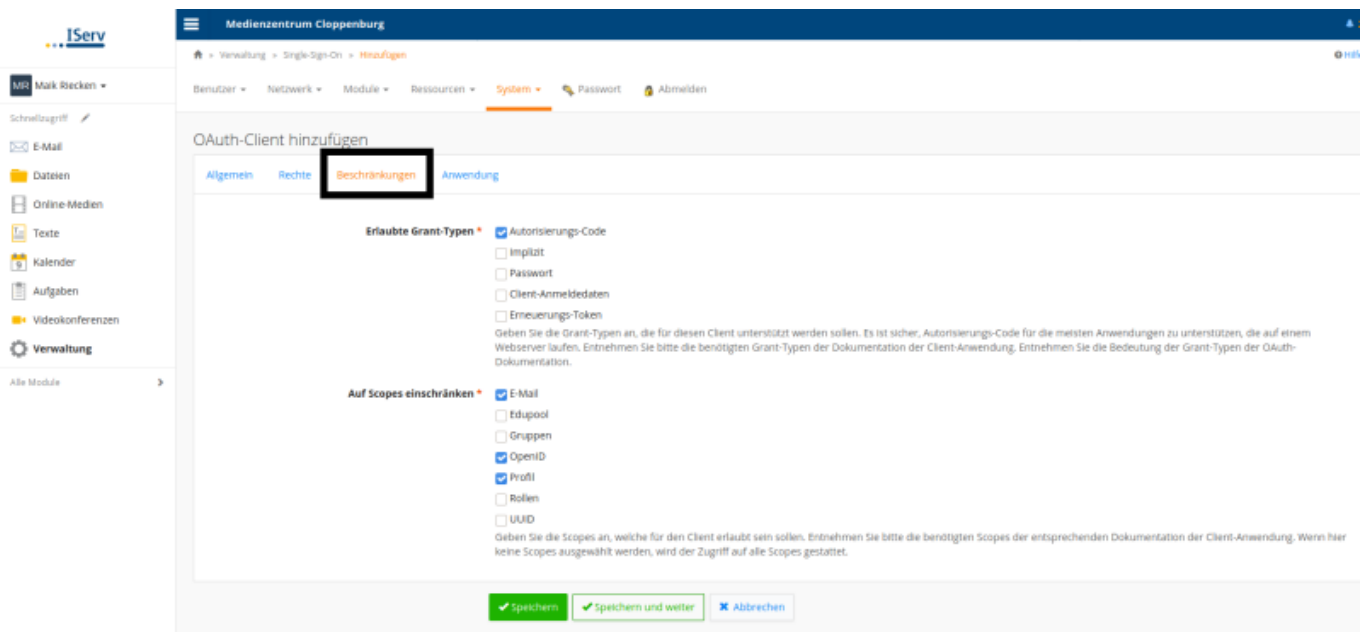 IServ
Medienzentrum Cloppenburg
Verwaltung » Single-Sign-On » Hinzufügen
Hilfe
MR Maik Riecken
Benutzer Netzwerk Module Ressourcen System Passwort Abmelden
Schnellzugriff
E-Mail
Dateien
Online-Medien
Texte
Kalender
Aufgaben
Videokonferenzen
Verwaltung
Alle Module
OAuth-Client hinzufügen
Allgemein Rechte Beschränkungen Anwendung
Erlaubte Grant-Typen *
Autorisierungs-Code
Implizit
Passwort
Client-Anmeldedaten
Erneuerungs-Token
Geben Sie die Grant-Typen an, die für diesen Client unterstützt werden sollen. Es ist sicher, Autorisierungs-Code für die meisten Anwendungen zu unterstützen, die auf einem
Webserver laufen. Entnehmen Sie bitte die benötigten Grant-Typen der Dokumentation der Client-Anwendung. Entnehmen Sie die Bedeutung der Grant-Typen der OAuth-
Dokumentation.
Auf Scopes einschränken *
E-Mail
Edupool
Gruppen
OpenID
Profil
Rollen
UUID
Geben Sie die Scopes an, welche für den Client erlaubt sein sollen. Entnehmen Sie bitte die benötigten Scopes der entsprechenden Dokumentation der Client-Anwendung. Wenn hier
keine Scopes ausgewählt werden, wird der Zugriff auf alle Scopes gestattet.
Speichern
Speichern und weiter
Abbrechen